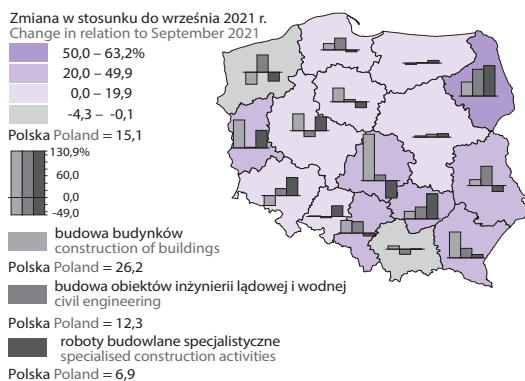 Zmiana w stosunku do września 2021 r.
Change in relation to September 2021
50,0 – 63,2%
20,0 – 49,9
0,0 – 19,9
-4,3 – -0,1
Polska Poland = 15,1
130,9%
60,0
0,0
-49,0
budowa budynków
construction of buildings
Polska Poland = 26,2
budowa obiektów inżynierii lądowej i wodnej
civil engineering
Polska Poland = 12,3
roboty budowlane specjalistyczne
specialised construction activities
Polska Poland = 6,9